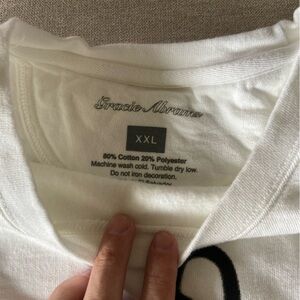 Gracie Abrams
XXL
80% Cotton 20% Polyester
Machine wash cold. Tumble dry low.
Do not iron decoration.